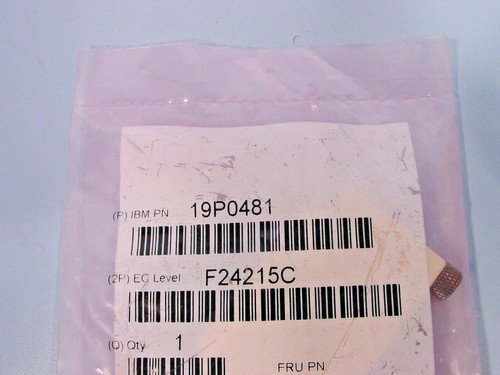 (P) IBM PN 19P0481
(2P) EC Level F24215C
(Q) Qty 1
FRU PN